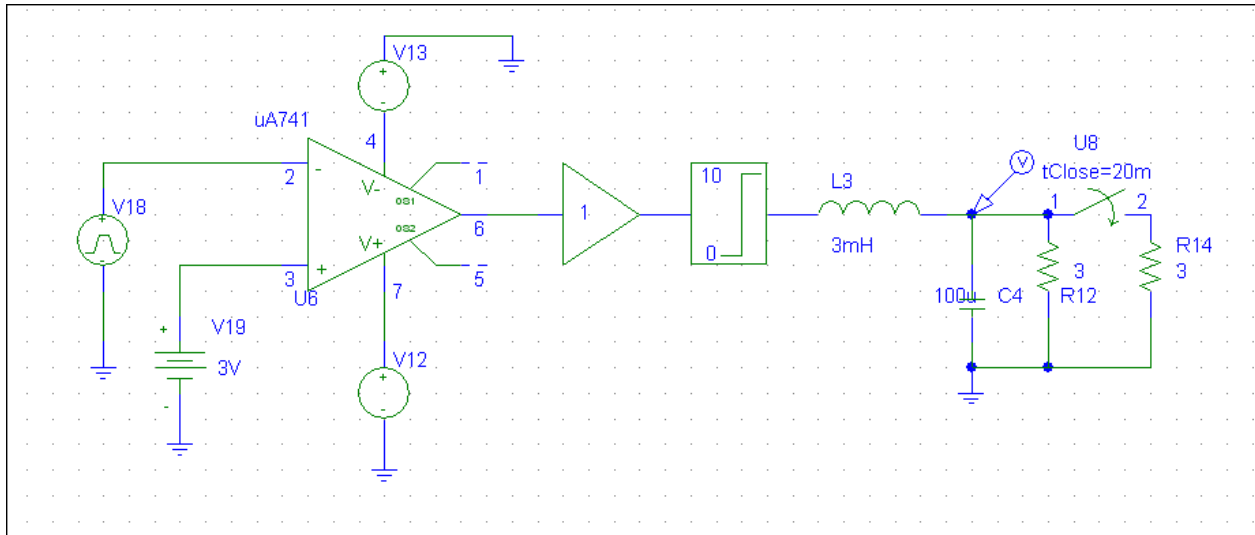 V13
uA741
4
2
-
V-
OS1
1
V18
6
OS2
V+
5
3
+
U6
7
V19
3V
V12
1
10
0
L3
3mH
V
U8
tClose=20m
1
2
R14
3
3
R12
100u
C4